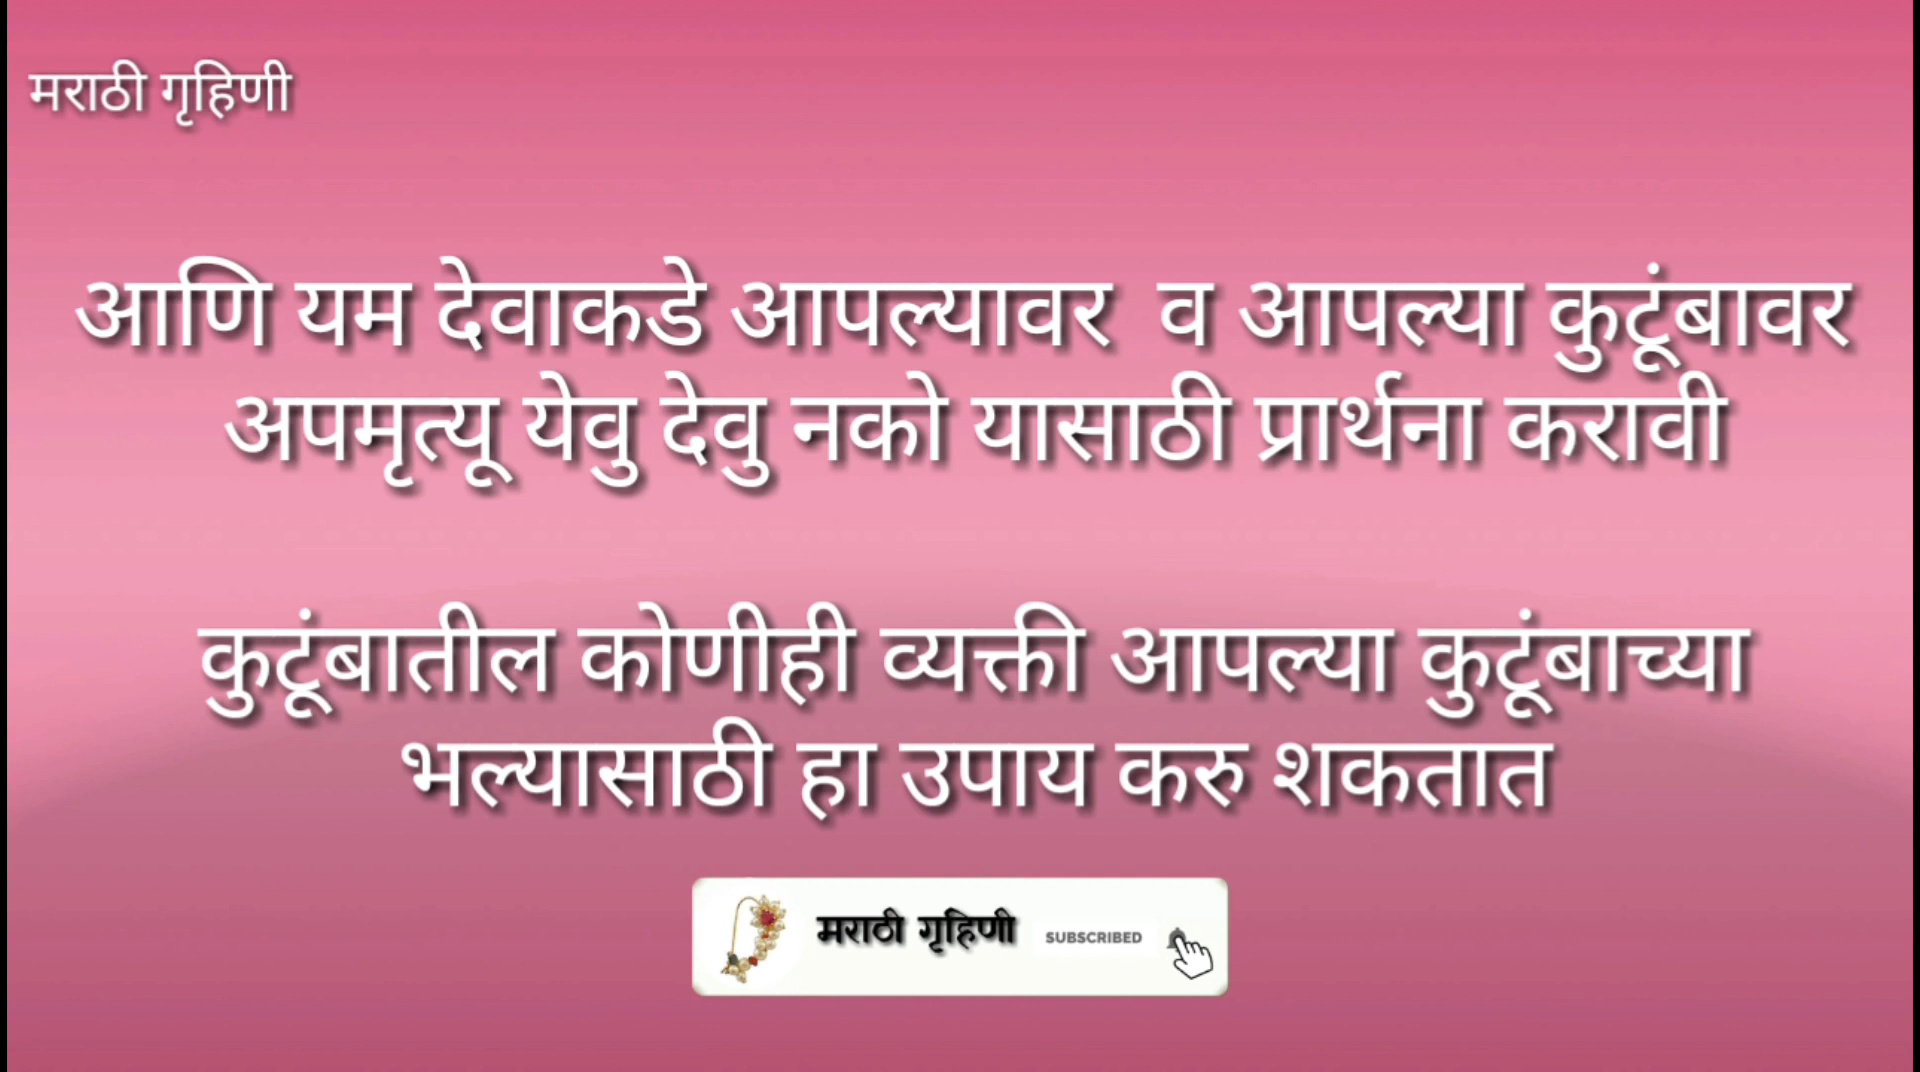 मराठी गृहिणी
आणि यम देवाकडे आपल्यावर व आपल्या कुटूंबावर
अपमृत्यू येवु देवु नको यासाठी प्रार्थना करावी
कुटूंबातील कोणीही व्यक्ती आपल्या कुटूंबाच्या
भल्यासाठी हा उपाय करु शकतात
मराठी गृहिणी SUBSCRIBED